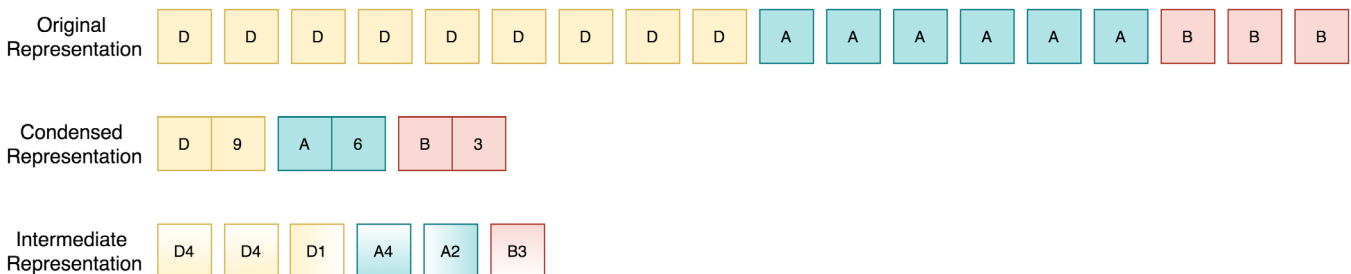 Original
Representation
D D D D D D D D D A A A A A A B B B
Condensed
Representation
D 9 A 6 B 3
Intermediate
Representation
D4 D4 D1 A4 A2 B3